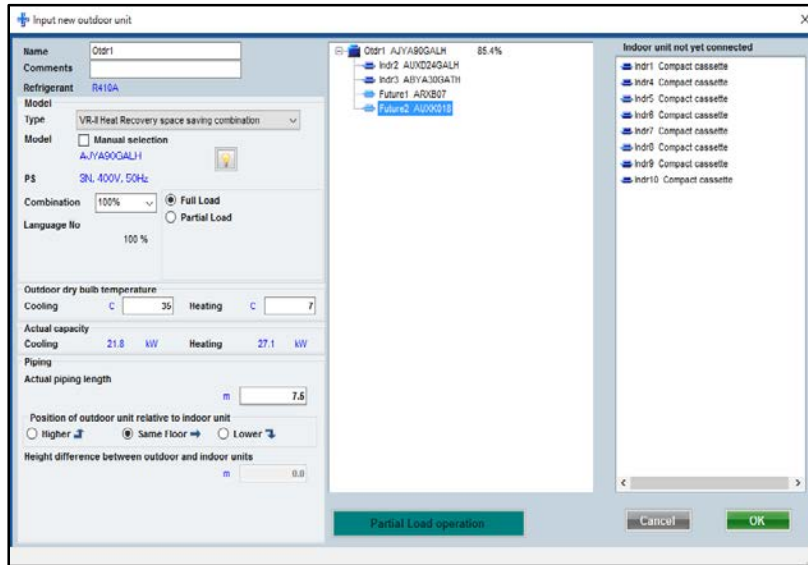 Input new outdoor unit
Name Otdr1
Comments
Refrigerant R410A
Model
Type VR-II Heat Recovery space saving combination
Model Manual selection
AJYA90GALH
PS 3N, 400V, 50Hz
Combination 100% Full Load
Partial Load
Language No
100 %
Outdoor dry bulb temperature
Cooling C 35 Heating C 7
Actual capacity
Cooling 21.8 kW Heating 27.1 kW
Piping
Actual piping length
m 7.5
Position of outdoor unit relative to indoor unit
Higher Same Floor Lower
Height difference between outdoor and indoor units
m 0.0
Otdr1 AJYA90GALH 85.4%
Indr2 AUXD24GALH
Indr3 ABYA30GATH
Future1 ARXB07
Future2 AUXK018
Partial Load operation
Indoor unit not yet connected
Indr1 Compact cassette
Indr4 Compact cassette
Indr5 Compact cassette
Indr6 Compact cassette
Indr7 Compact cassette
Indr8 Compact cassette
Indr9 Compact cassette
Indr10 Compact cassette
Cancel OK